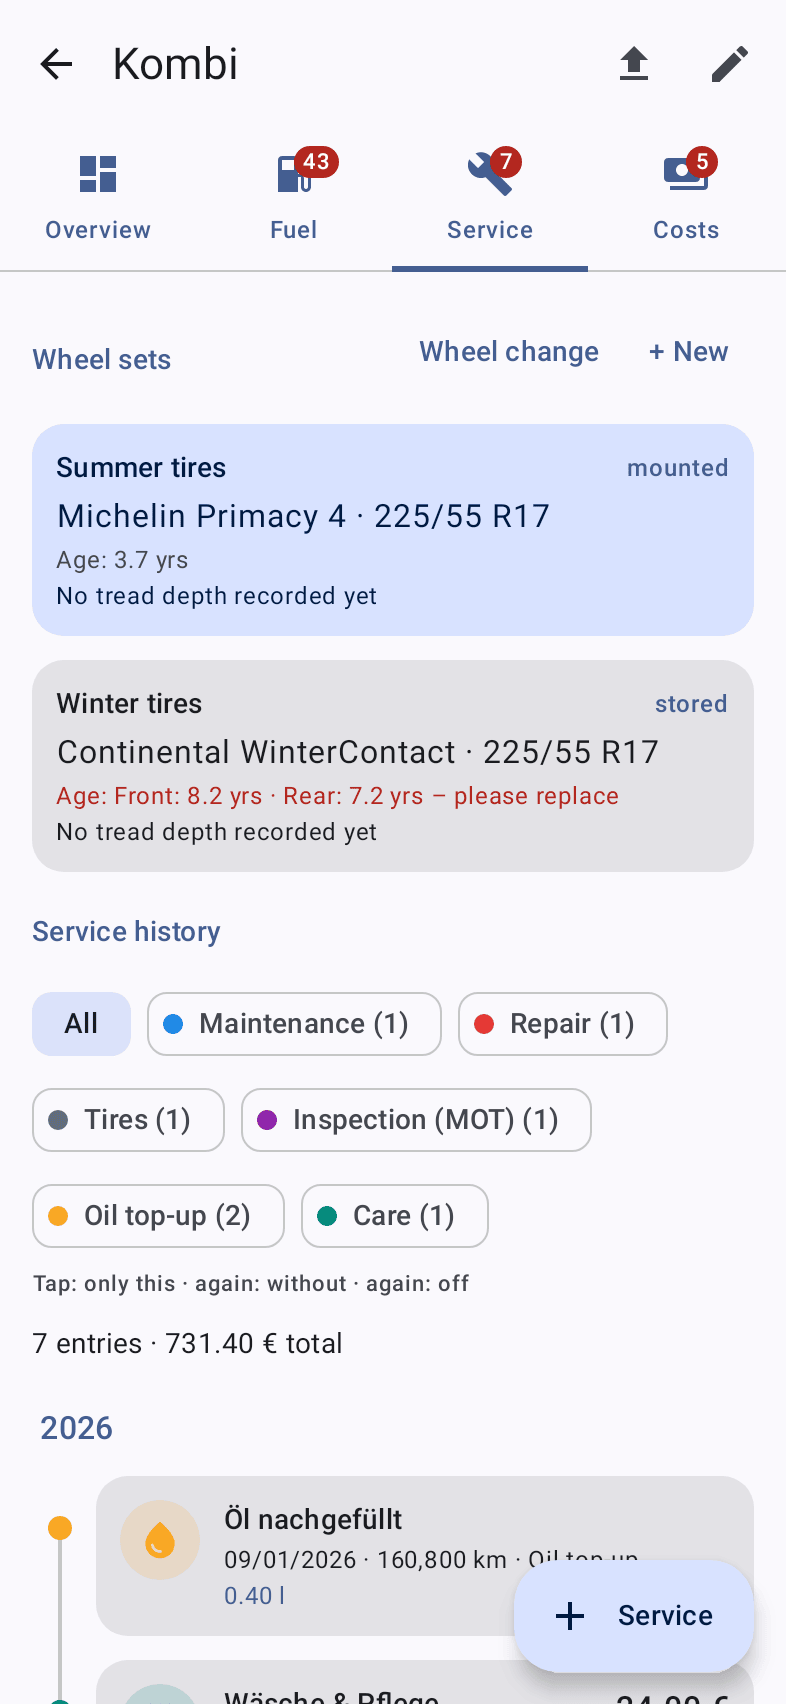 Kombi
43
7
5
Overview
Fuel
Service
Costs
Wheel sets
Wheel change
+ New
Summer tires
mounted
Michelin Primacy 4 · 225/55 R17
Age: 3.7 yrs
No tread depth recorded yet
Winter tires
stored
Continental WinterContact · 225/55 R17
Age: Front: 8.2 yrs · Rear: 7.2 yrs – please replace
No tread depth recorded yet
Service history
All
Maintenance (1)
Repair (1)
Tires (1)
Inspection (MOT) (1)
Oil top-up (2)
Care (1)
Tap: only this · again: without · again: off
7 entries · 731.40 € total
2026
Öl nachgefüllt
09/01/2026 · 160,800 km · Oil top-up
0.40 l
+ Service
Wäsche & Pflege